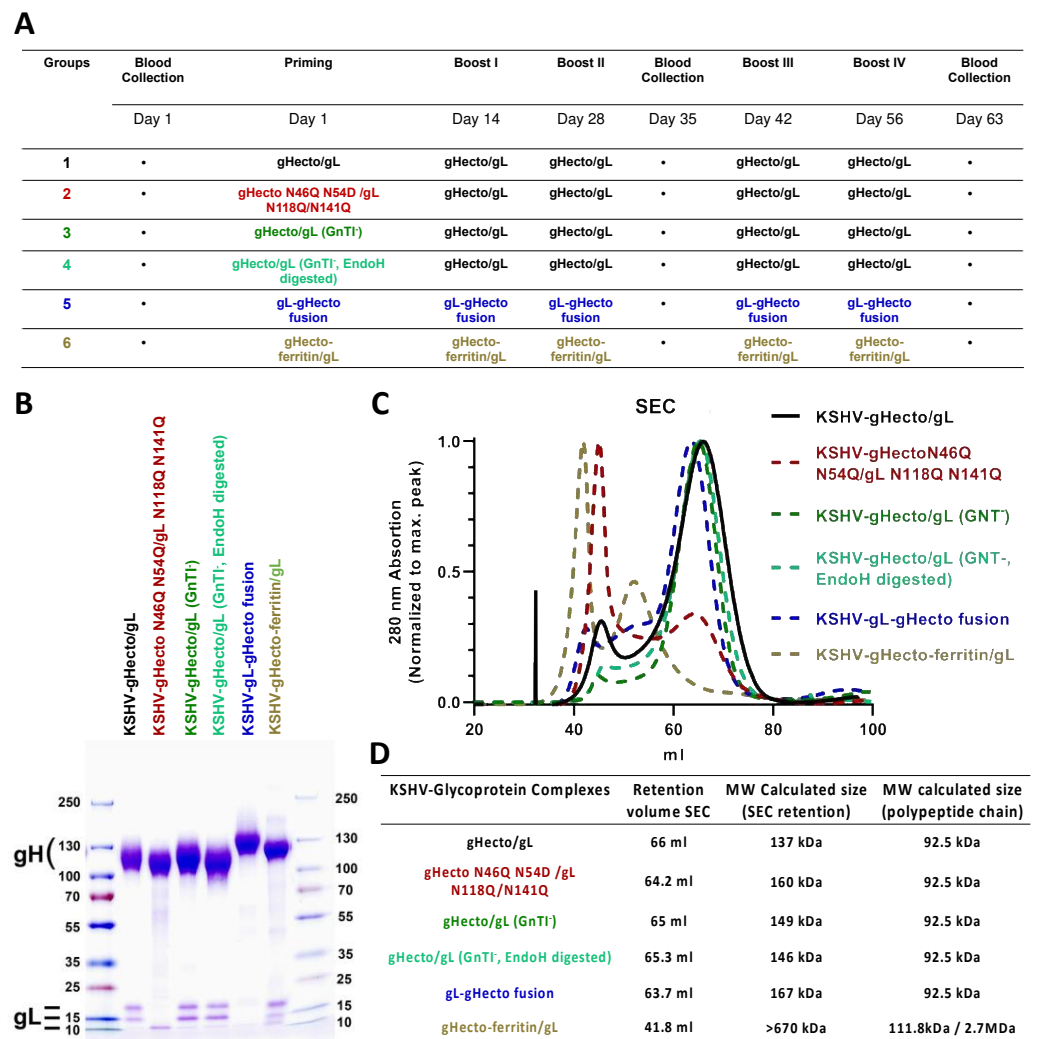 A
Groups Blood Collection Priming Boost I Boost II Blood Collection Boost III Boost IV Blood Collection
Day 1 Day 1 Day 14 Day 28 Day 35 Day 42 Day 56 Day 63
1 • gHecto/gL gHecto/gL gHecto/gL • gHecto/gL gHecto/gL •
2 • gHecto N46Q N54D /gL N118Q/N141Q gHecto/gL gHecto/gL • gHecto/gL gHecto/gL •
3 • gHecto/gL (GnTI-) gHecto/gL gHecto/gL • gHecto/gL gHecto/gL •
4 • gHecto/gL (GnTI-, EndoH digested) gHecto/gL gHecto/gL • gHecto/gL gHecto/gL •
5 • gL-gHecto fusion gL-gHecto fusion gL-gHecto fusion • gL-gHecto fusion gL-gHecto fusion •
6 • gHecto-ferritin/gL gHecto-ferritin/gL gHecto-ferritin/gL • gHecto-ferritin/gL gHecto-ferritin/gL •
B
KSHV-gHecto/gL
KSHV-gHecto N46Q N54Q/gL N118Q N141Q
KSHV-gHecto/gL (GnTI-)
KSHV-gHecto/gL (GnTI-, EndoH digested)
KSHV-gL-gHecto fusion
KSHV-gHecto-ferritin/gL
250
130
100
70
55
35
25
15
10
gH(
gL
250
130
100
70
55
35
25
15
10
C
SEC
280 nm Absortion
(Normalized to max. peak)
1.0
0.5
0.0
20 40 60 80 100
ml
KSHV-gHecto/gL
KSHV-gHectoN46Q
N54Q/gL N118Q N141Q
KSHV-gHecto/gL (GNT-)
KSHV-gHecto/gL (GNT-,
EndoH digested)
KSHV-gL-gHecto fusion
KSHV-gHecto-ferritin/gL
D
KSHV-Glycoprotein Complexes Retention volume SEC MW Calculated size (SEC retention) MW calculated size (polypeptide chain)
gHecto/gL 66 ml 137 kDa 92.5 kDa
gHecto N46Q N54D /gL N118Q/N141Q 64.2 ml 160 kDa 92.5 kDa
gHecto/gL (GnTI-) 65 ml 149 kDa 92.5 kDa
gHecto/gL (GnTI-, EndoH digested) 65.3 ml 146 kDa 92.5 kDa
gL-gHecto fusion 63.7 ml 167 kDa 92.5 kDa
gHecto-ferritin/gL 41.8 ml >670 kDa 111.8kDa / 2.7MDa